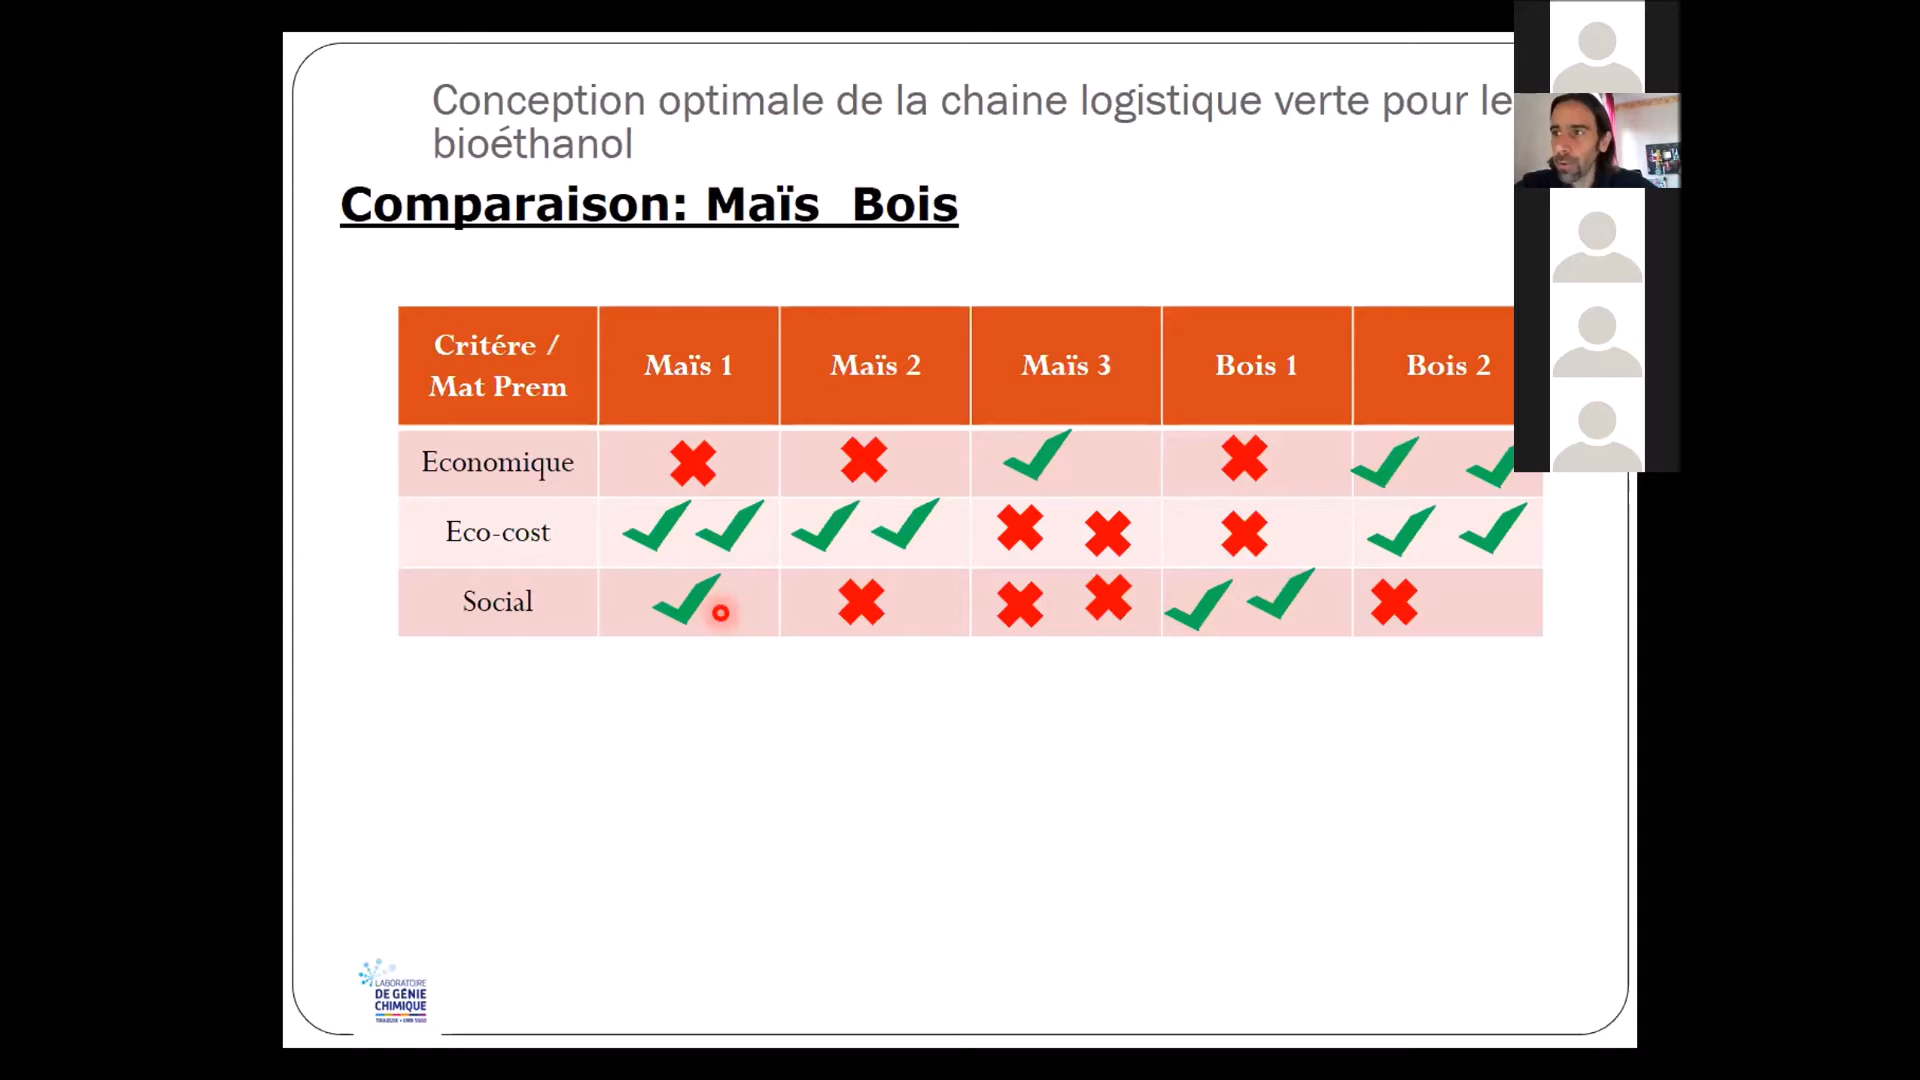 Conception optimale de la chaine logistique verte pour le
bioéthanol
Comparaison: Maïs  Bois
Critére /
Mat Prem
Maïs 1
Maïs 2
Maïs 3
Bois 1
Bois 2
Economique
Eco-cost
Social
LABORATOIRE
DE GÉNIE
CHIMIQUE